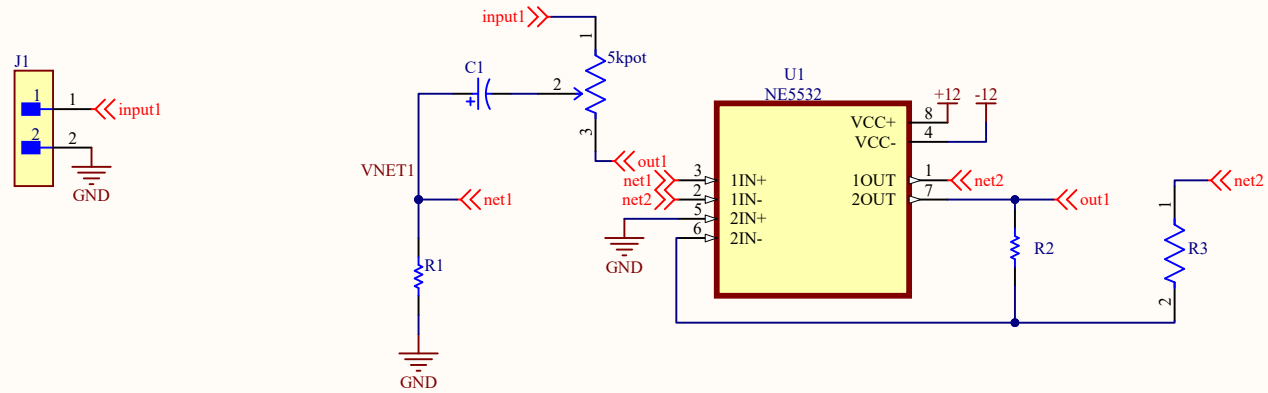 input1
J1
1
1
input1
2
2
GND
C1
+
2
1
5kpot
3
out1
VNET1
net1
R1
GND
U1
NE5532
+12
-12
VCC+
8
VCC-
4
net1
3
1IN+
1OUT
1
net2
net2
2
1IN-
2OUT
7
out1
5
2IN+
6
2IN-
GND
R2
net2
1
R3
2